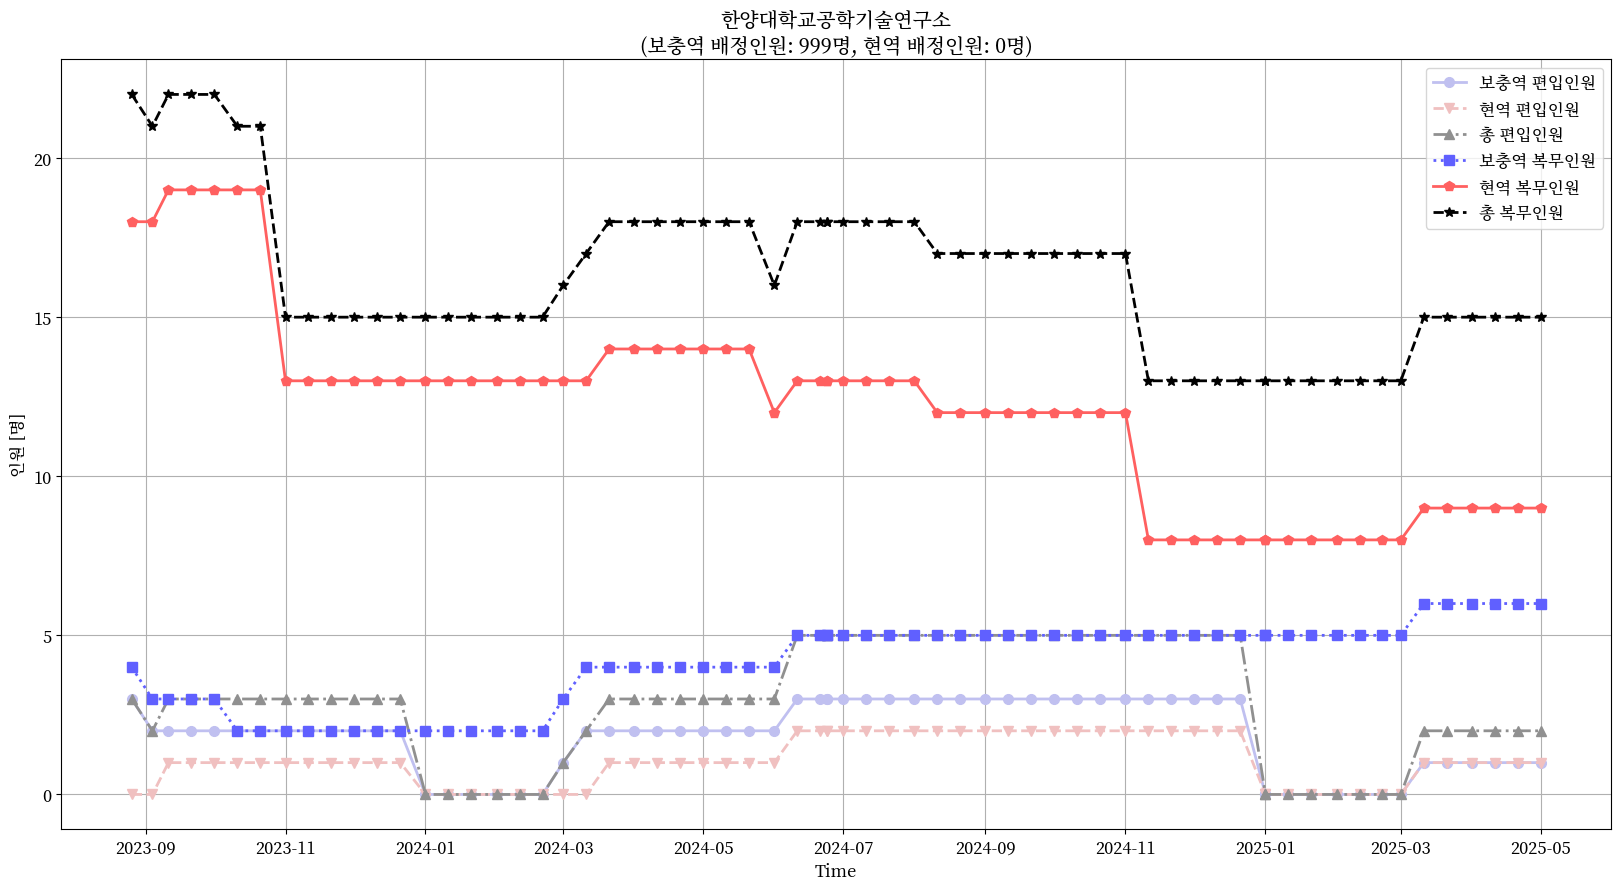 한양대학교공학기술연구소
(보충역 배정인원: 999명, 현역 배정인원: 0명)
보충역 편입인원
현역 편입인원
총 편입인원
보충역 복무인원
현역 복무인원
총 복무인원
인원 [명]
20
15
10
5
0
2023-09
2023-11
2024-01
2024-03
2024-05
2024-07
2024-09
2024-11
2025-01
2025-03
2025-05
Time